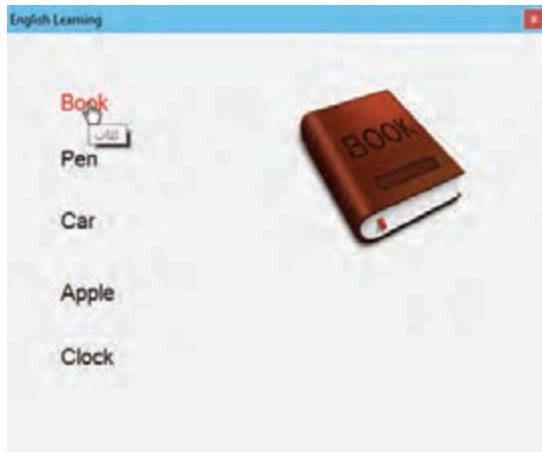 English Learning
Book
کتاب
Pen
Car
Apple
Clock
BOOK